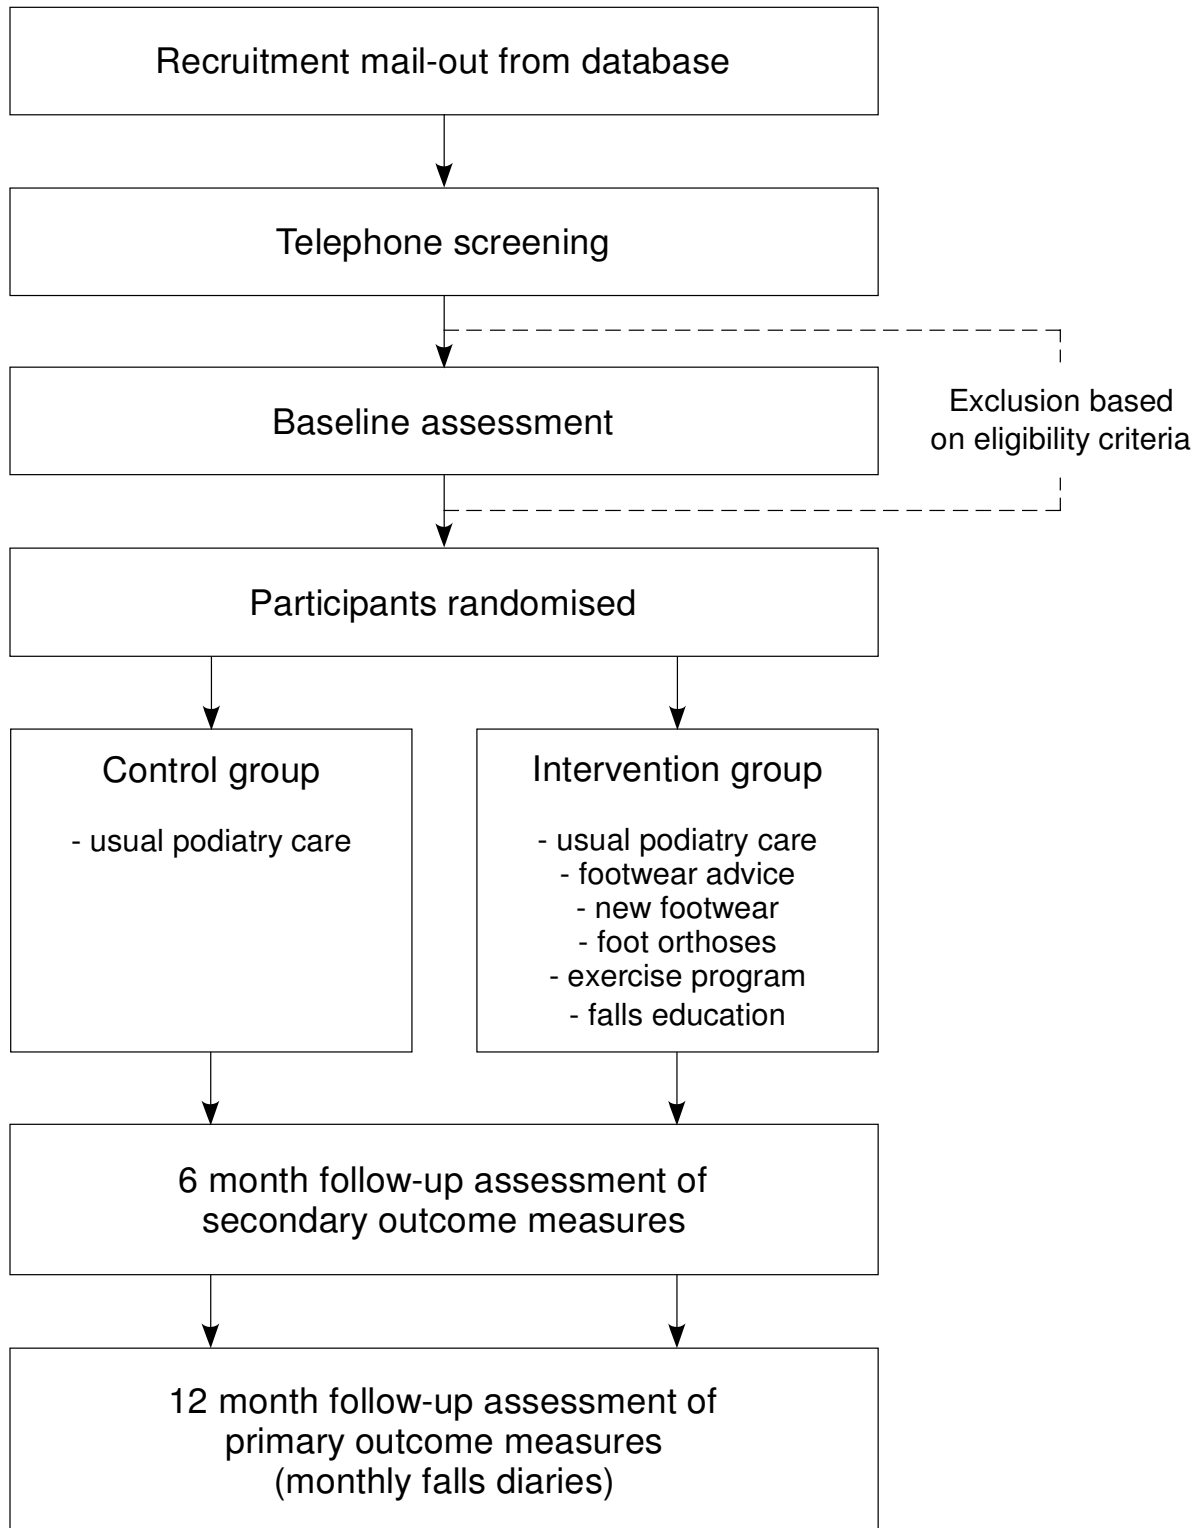 Recruitment mail-out from database
Telephone screening
Baseline assessment
Exclusion based
on eligibility criteria
Participants randomised
Control group
- usual podiatry care
Intervention group
- usual podiatry care
- footwear advice
- new footwear
- foot orthoses
- exercise program
- falls education
6 month follow-up assessment of
secondary outcome measures
12 month follow-up assessment of
primary outcome measures
(monthly falls diaries)